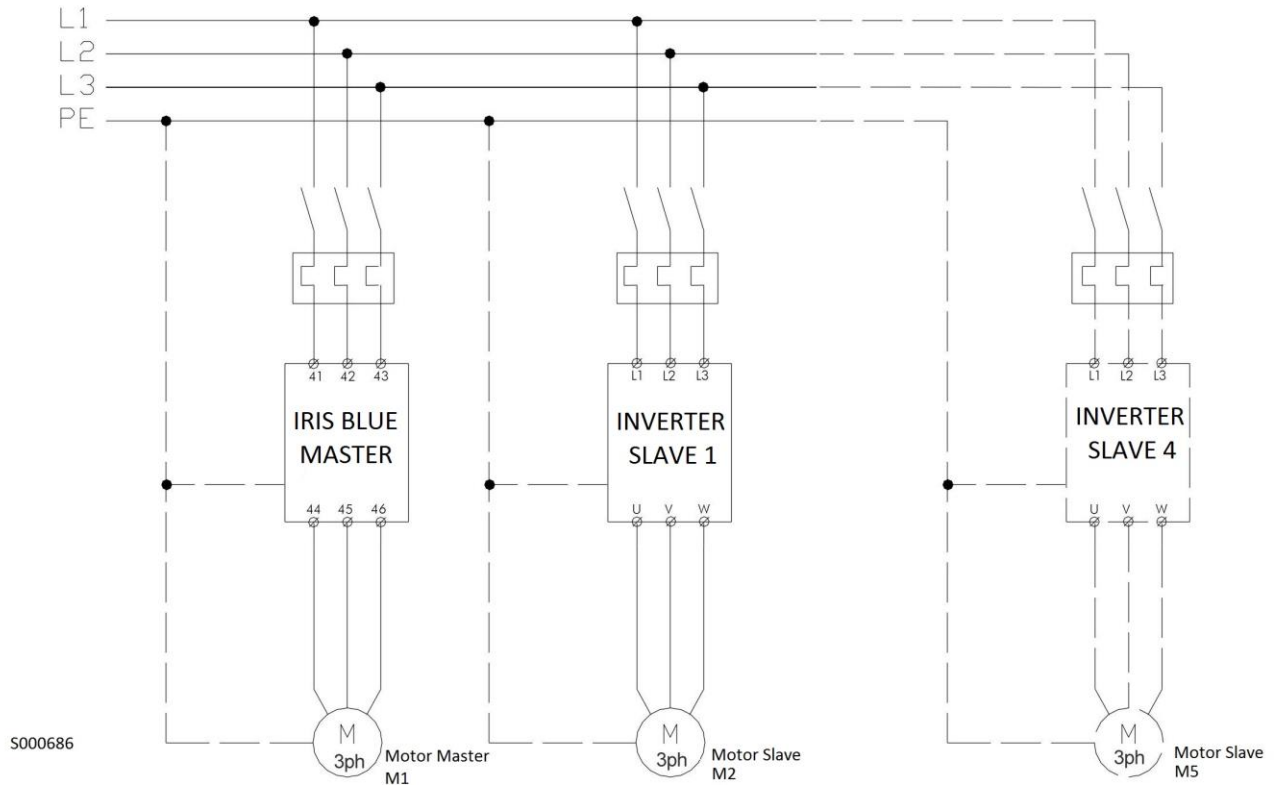 L1
L2
L3
PE
41 42 43
IRIS BLUE
MASTER
44 45 46
L1 L2 L3
INVERTER
SLAVE 1
U V W
L1 L2 L3
INVERTER
SLAVE 4
U V W
M
3ph
Motor Master
M1
M
3ph
Motor Slave
M2
M
3ph
Motor Slave
M5
S000686